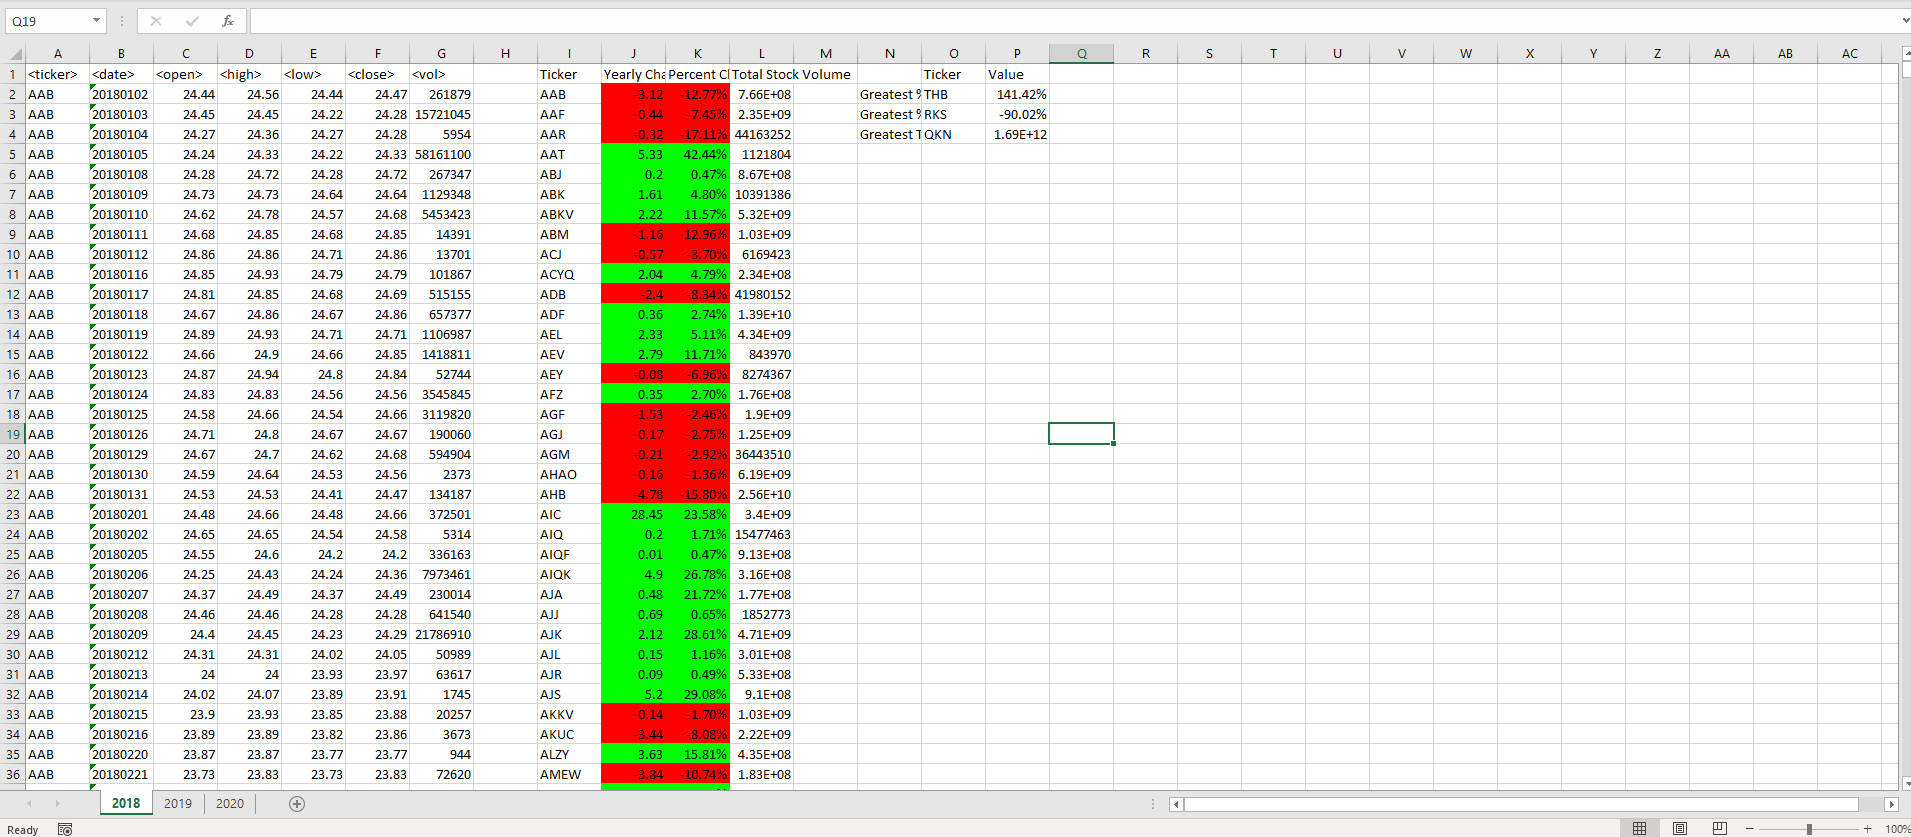 Q19 fx
A B C D E F G H I J K L M N O P Q R S T U V W X Y Z AA AB AC
1 <ticker> <date> <open> <high> <low> <close> <vol> Ticker Yearly Cha Percent Cl Total Stock Volume Ticker Value
2 AAB 20180102 24.44 24.56 24.44 24.47 261879 AAB -3.12 -12.77% 7.66E+08 Greatest % THB 141.42%
3 AAB 20180103 24.45 24.45 24.22 24.28 15721045 AAF -0.44 -7.45% 2.35E+09 Greatest % RKS -90.02%
4 AAB 20180104 24.27 24.36 24.27 24.28 5954 AAR -0.32 -17.11% 44163252 Greatest T QKN 1.69E+12
5 AAB 20180105 24.24 24.33 24.22 24.33 58161100 AAT 5.33 42.44% 1121804
6 AAB 20180108 24.28 24.72 24.28 24.72 267347 ABJ 0.2 0.47% 8.67E+08
7 AAB 20180109 24.73 24.73 24.64 24.64 1129348 ABK 1.61 4.80% 10391386
8 AAB 20180110 24.62 24.78 24.57 24.68 5453423 ABKV 2.22 11.57% 5.32E+09
9 AAB 20180111 24.68 24.85 24.68 24.85 14391 ABM -1.16 -12.96% 1.03E+09
10 AAB 20180112 24.86 24.86 24.71 24.86 13701 ACJ -0.57 -3.70% 6169423
11 AAB 20180116 24.85 24.93 24.79 24.79 101867 ACYQ 2.04 4.79% 2.34E+08
12 AAB 20180117 24.81 24.85 24.68 24.69 515155 ADB -2.4 -8.34% 41980152
13 AAB 20180118 24.67 24.86 24.67 24.86 657377 ADF 0.36 2.74% 1.39E+10
14 AAB 20180119 24.89 24.93 24.71 24.71 1106987 AEL 2.33 5.11% 4.34E+09
15 AAB 20180122 24.66 24.9 24.66 24.85 1418811 AEV 2.79 11.71% 843970
16 AAB 20180123 24.87 24.94 24.8 24.84 52744 AEY -0.08 -6.96% 8274367
17 AAB 20180124 24.83 24.83 24.56 24.56 3545845 AFZ 0.35 2.70% 1.76E+08
18 AAB 20180125 24.58 24.66 24.54 24.66 3119820 AGF -1.53 -2.46% 1.9E+09
19 AAB 20180126 24.71 24.8 24.67 24.67 190060 AGJ -0.17 -2.75% 1.25E+09
20 AAB 20180129 24.67 24.7 24.62 24.68 594904 AGM -0.21 -2.92% 36443510
21 AAB 20180130 24.59 24.64 24.53 24.56 2373 AHAO -0.16 -1.36% 6.19E+09
22 AAB 20180131 24.53 24.53 24.41 24.47 134187 AHB -4.78 -15.80% 2.56E+10
23 AAB 20180201 24.48 24.66 24.48 24.66 372501 AIC 28.45 23.58% 3.4E+09
24 AAB 20180202 24.65 24.65 24.54 24.58 5314 AIQ 0.2 1.71% 15477463
25 AAB 20180205 24.55 24.6 24.2 24.2 336163 AIQF 0.01 0.47% 9.13E+08
26 AAB 20180206 24.25 24.43 24.24 24.36 7973461 AIQK 4.9 26.78% 3.16E+08
27 AAB 20180207 24.37 24.49 24.37 24.49 230014 AJA 0.48 21.72% 1.77E+08
28 AAB 20180208 24.46 24.46 24.28 24.28 641540 AJJ 0.69 0.65% 1852773
29 AAB 20180209 24.4 24.45 24.23 24.29 21786910 AJK 2.12 28.61% 4.71E+09
30 AAB 20180212 24.31 24.31 24.02 24.05 50989 AJL 0.15 1.16% 3.01E+08
31 AAB 20180213 24 24 23.93 23.97 63617 AJR 0.09 0.49% 5.33E+08
32 AAB 20180214 24.02 24.07 23.89 23.91 1745 AJS 5.2 29.08% 9.1E+08
33 AAB 20180215 23.9 23.93 23.85 23.88 20257 AKKV -0.14 -1.70% 1.03E+09
34 AAB 20180216 23.89 23.89 23.82 23.86 3673 AKUC -3.44 -8.08% 2.22E+09
35 AAB 20180220 23.87 23.87 23.77 23.77 944 ALZY 3.63 15.81% 4.35E+08
36 AAB 20180221 23.73 23.83 23.73 23.83 72620 AMEW -3.84 -10.74% 1.83E+08
2018 2019 2020
Ready 100%